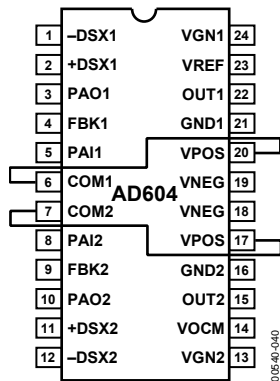 1 –DSX1 VGN1 24
2 +DSX1 VREF 23
3 PAO1 OUT1 22
4 FBK1 GND1 21
5 PAI1 VPOS 20
6 COM1 VNEG 19
AD604
7 COM2 VNEG 18
8 PAI2 VPOS 17
9 FBK2 GND2 16
10 PAO2 OUT2 15
11 +DSX2 VOCM 14
12 –DSX2 VGN2 13
00540-040